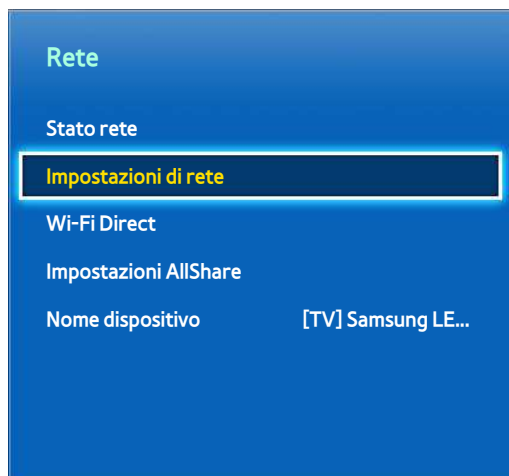 Rete
Stato rete
Impostazioni di rete
Wi-Fi Direct
Impostazioni AllShare
Nome dispositivo [TV] Samsung LE...